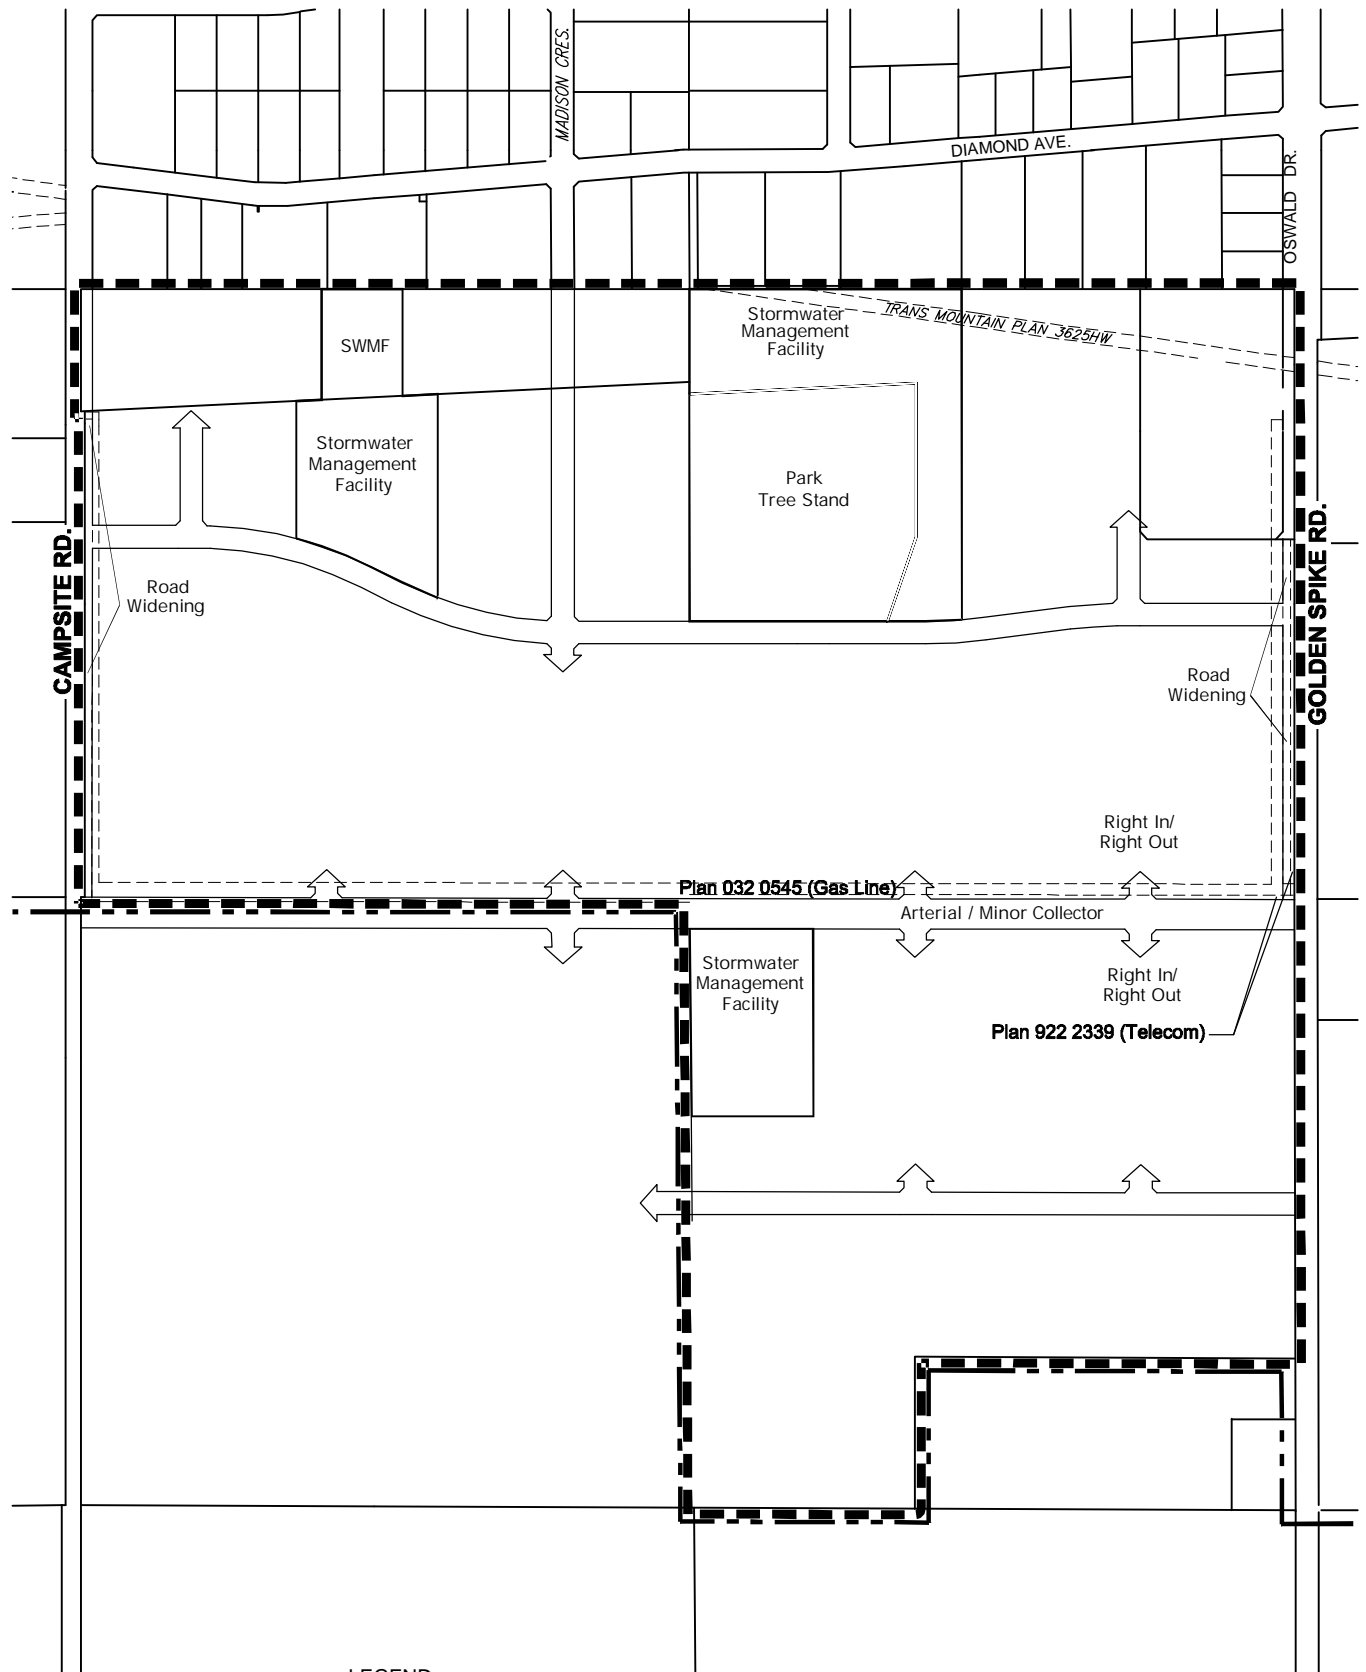 MADISON CRES.
DIAMOND AVE.
OSWALD DR.
SWMF
Stormwater
Management
Facility
TRANS MOUNTAIN PLAN 3625HW
Stormwater
Management
Facility
Park
Tree Stand
CAMPSITE RD.
Road
Widening
GOLDEN SPIKE RD.
Road
Widening
Right In/
Right Out
Plan 032 0545 (Gas Line)
Arterial / Minor Collector
Stormwater
Management
Facility
Right In/
Right Out
Plan 922 2339 (Telecom)
LEGEND